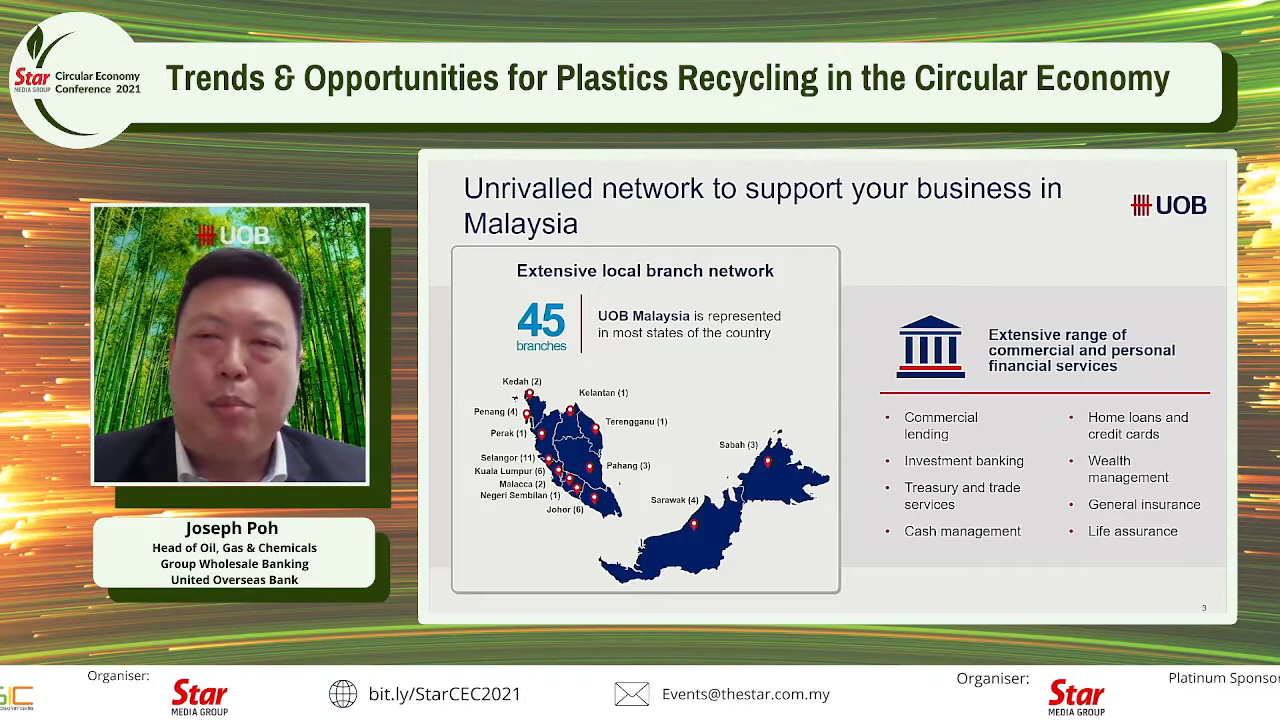 Star
MEDIA GROUP
Circular Economy
Conference 2021
Trends & Opportunities for Plastics Recycling in the Circular Economy
UOB
Joseph Poh
Head of Oil, Gas & Chemicals
Group Wholesale Banking
United Overseas Bank
Unrivalled network to support your business in
Malaysia
UOB
Extensive local branch network
45
branches
UOB Malaysia is represented
in most states of the country
Kedah (2)
Kelantan (1)
Penang (4)
Terengganu (1)
Perak (1)
Sabah (3)
Selangor (11)
Pahang (3)
Kuala Lumpur (6)
Malacca (2)
Negeri Sembilan (1)
Sarawak (4)
Johor (6)
Extensive range of
commercial and personal
financial services
• Commercial
lending
• Investment banking
• Treasury and trade
services
• Cash management
• Home loans and
credit cards
• Wealth
management
• General insurance
• Life assurance
3
Organiser:
Star
MEDIA GROUP
bit.ly/StarCEC2021
Events@thestar.com.my
Organiser:
Star
MEDIA GROUP
Platinum Sponsor